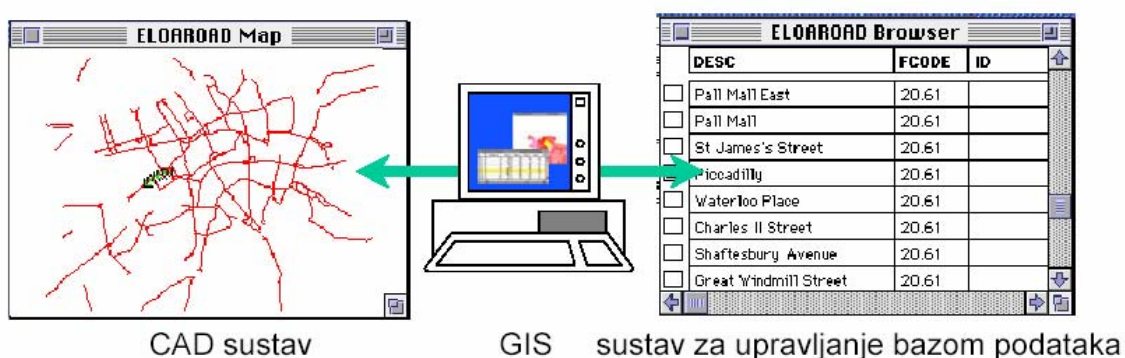 ELOAROAD Map
ELOAROAD Browser
DESC FCODE ID
Pall Mall East 20.61
Pall Mall 20.61
St James's Street 20.61
Piccadilly 20.61
Waterloo Place 20.61
Charles II Street 20.61
Shaftesbury Avenue 20.61
Great Windmill Street 20.61
CAD sustav GIS sustav za upravljanje bazom podataka